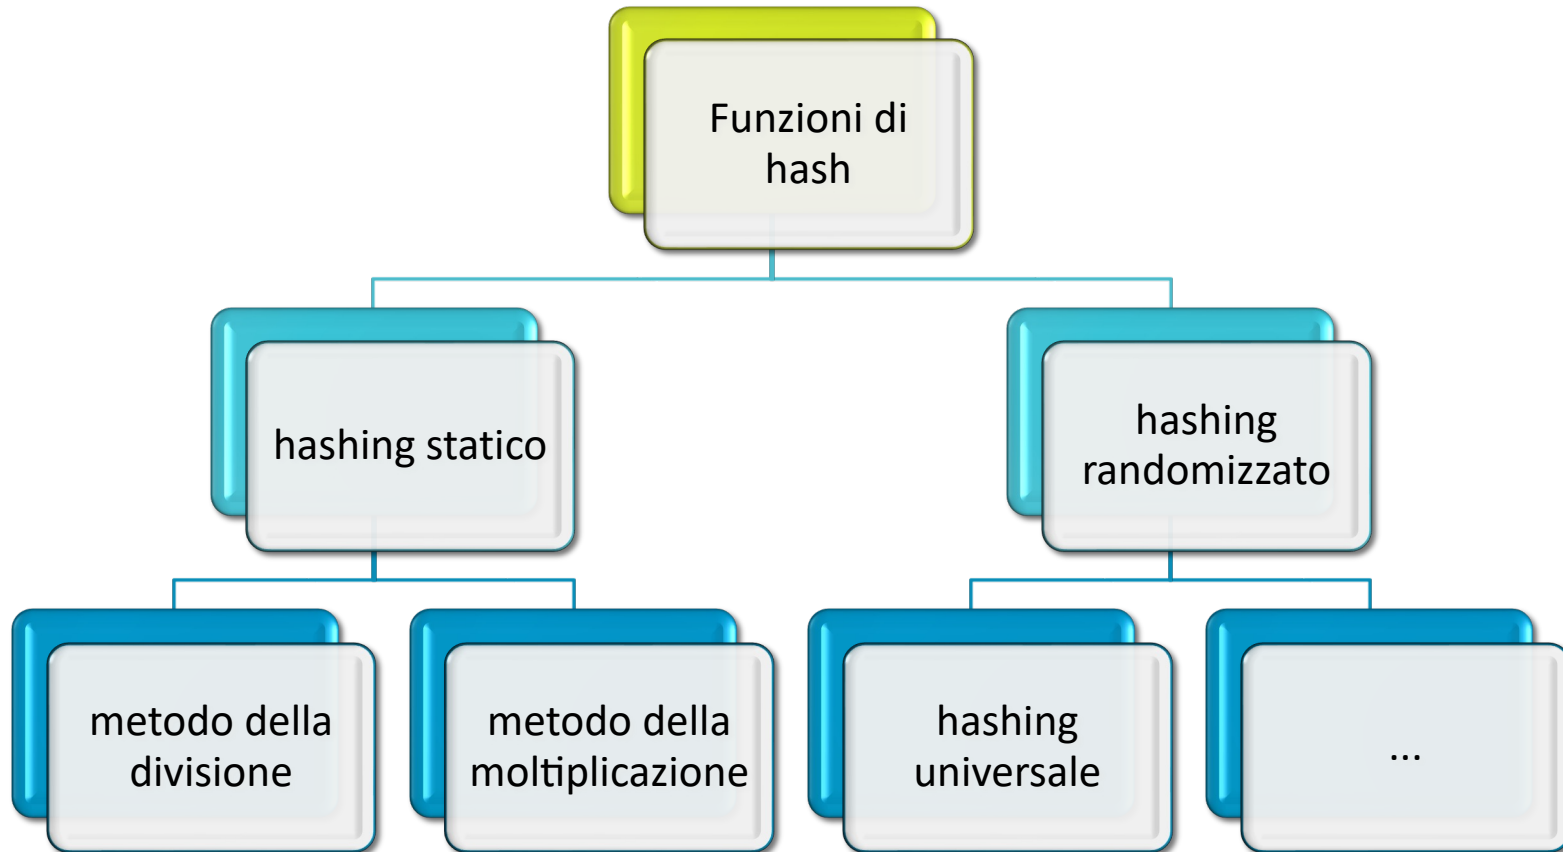 Funzioni di
hash
hashing statico
hashing
randomizzato
metodo della
divisione
metodo della
moltiplicazione
hashing
universale
...